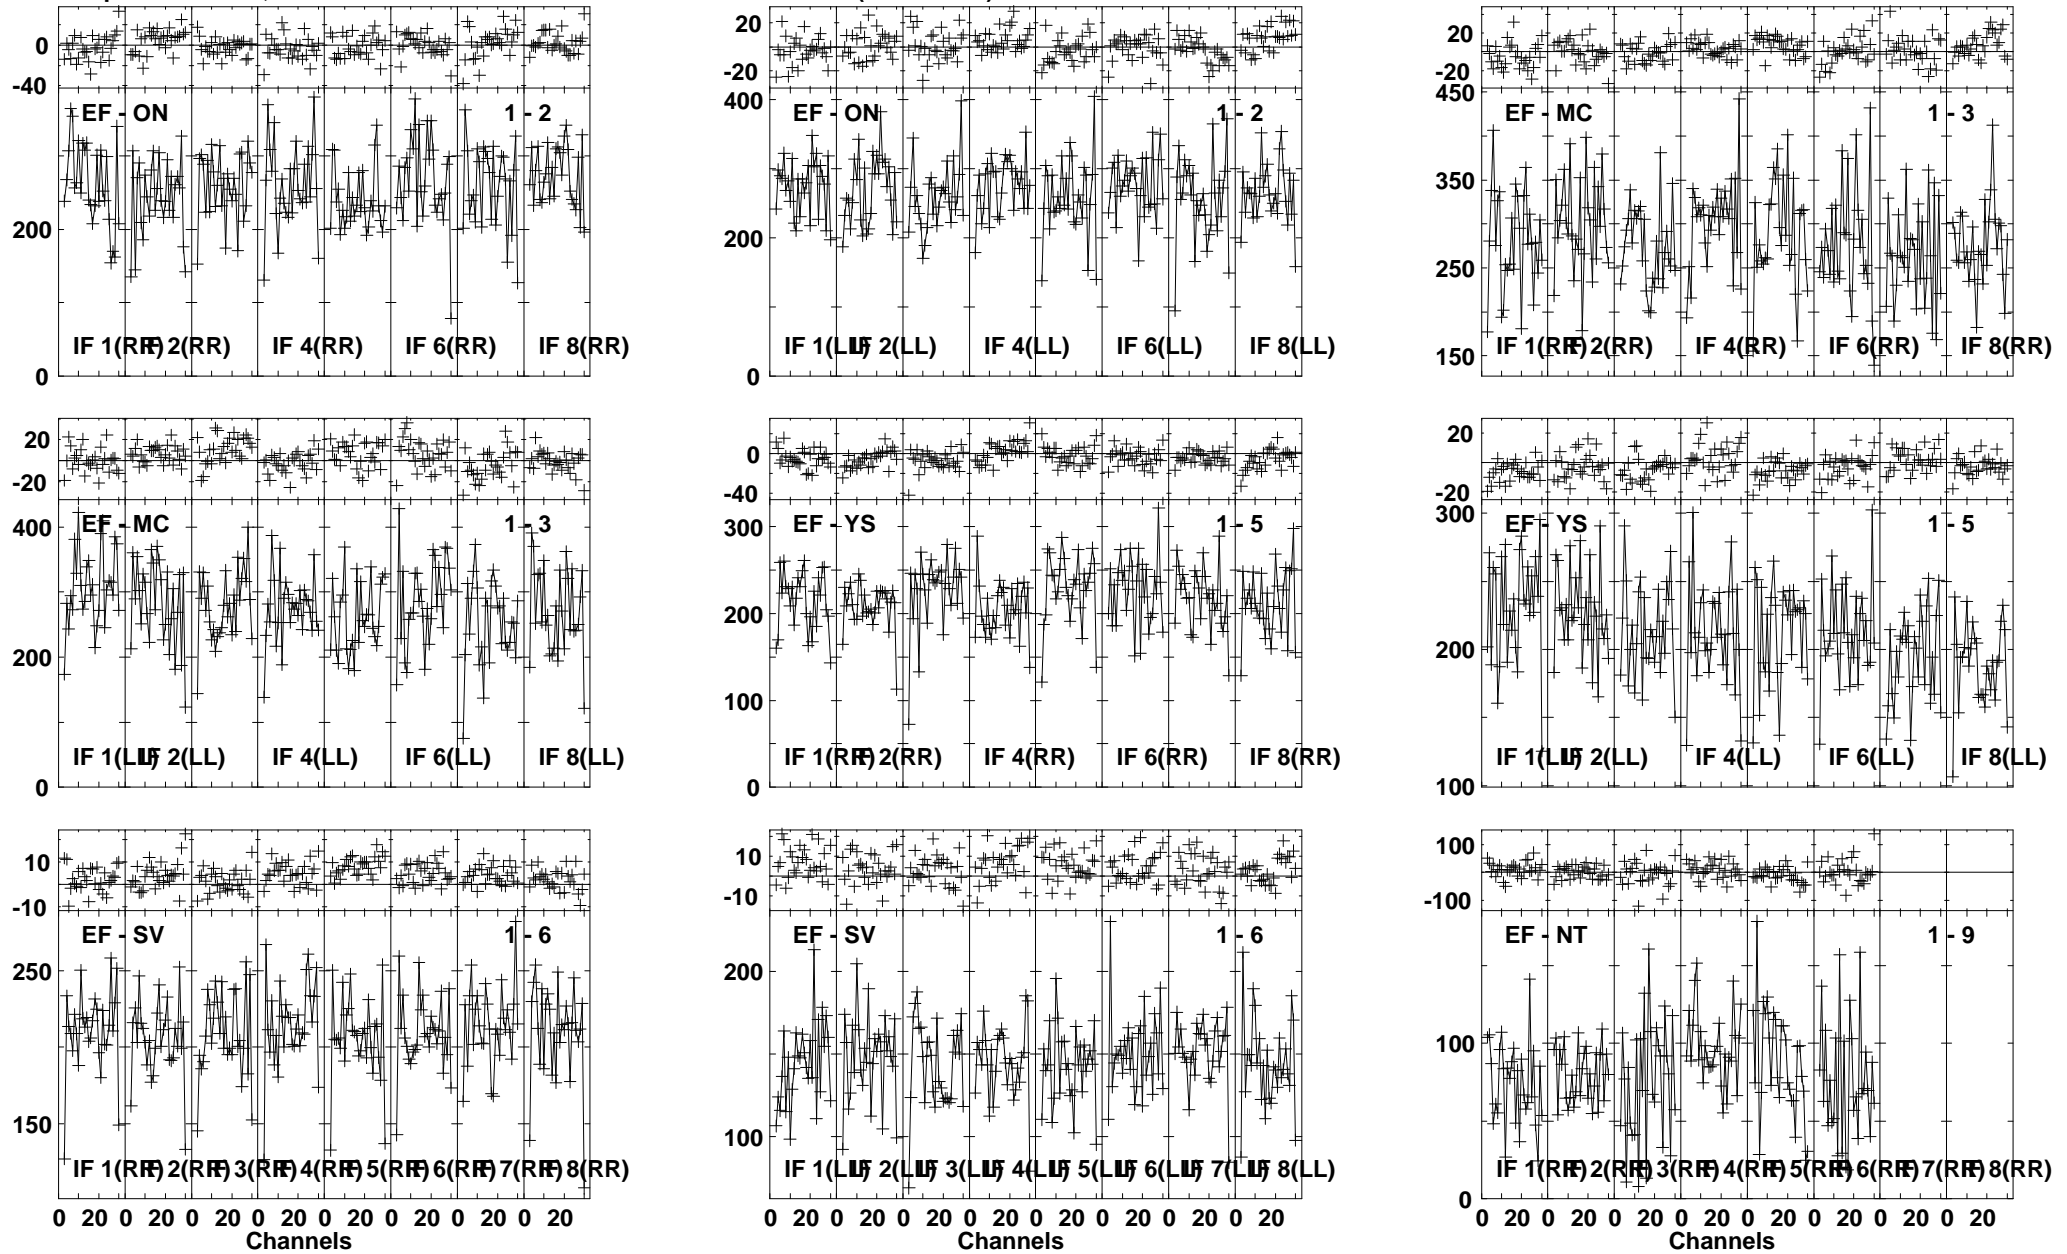 0
-40
EF - ON
1 - 2
200
0
IF 1(RR)
IF 2(RR)
IF 4(RR)
IF 6(RR)
IF 8(RR)
20
-20
400
EF - ON
1 - 2
200
0
IF 1(LL)
IF 2(LL)
IF 4(LL)
IF 6(LL)
IF 8(LL)
20
-20
450
EF - MC
1 - 3
350
250
150
IF 1(RR)
IF 2(RR)
IF 4(RR)
IF 6(RR)
IF 8(RR)
20
-20
400
EF - MC
1 - 3
200
0
IF 1(LL)
IF 2(LL)
IF 4(LL)
IF 6(LL)
IF 8(LL)
0
-40
300
EF - YS
1 - 5
200
100
0
IF 1(RR)
IF 2(RR)
IF 4(RR)
IF 6(RR)
IF 8(RR)
20
-20
300
EF - YS
1 - 5
200
100
IF 1(LL)
IF 2(LL)
IF 4(LL)
IF 6(LL)
IF 8(LL)
10
-10
EF - SV
1 - 6
250
150
IF 1(RR)
IF 2(RR)
IF 3(RR)
IF 4(RR)
IF 5(RR)
IF 6(RR)
IF 7(RR)
IF 8(RR)
0 20 0 20 0 20 0 20 0 20 0 20 0 20 0 20
Channels
10
-10
EF - SV
1 - 6
200
100
IF 1(LL)
IF 2(LL)
IF 3(LL)
IF 4(LL)
IF 5(LL)
IF 6(LL)
IF 7(LL)
IF 8(LL)
0 20 0 20 0 20 0 20 0 20 0 20 0 20 0 20
Channels
100
-100
EF - NT
1 - 9
100
0
IF 1(RR)
IF 2(RR)
IF 3(RR)
IF 4(RR)
IF 5(RR)
IF 6(RR)
IF 7(RR)
IF 8(RR)
0 20 0 20 0 20 0 20 0 20 0 20 0 20 0 20
Channels